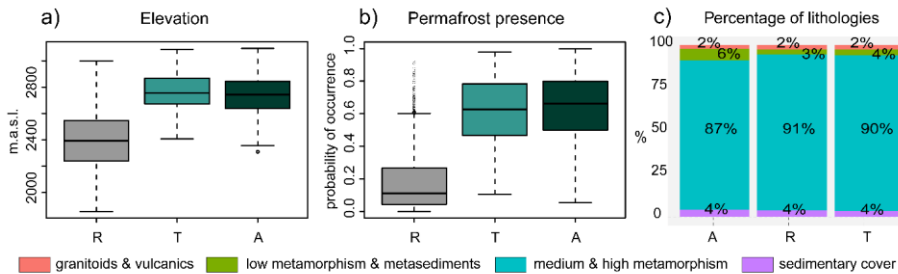 a) Elevation
m.a.s.l.
2800
2400
2000
R T A
b) Permafrost presence
probability of occurrence
1.0
0.8
0.6
0.4
0.2
0.0
R T A
c) Percentage of lithologies
%
100
75
50
25
0
2% 2% 2%
6% 3% 4%
87% 91% 90%
4% 4% 4%
A R T
granitoids & vulcanics low metamorphism & metasediments medium & high metamorphism sedimentary cover